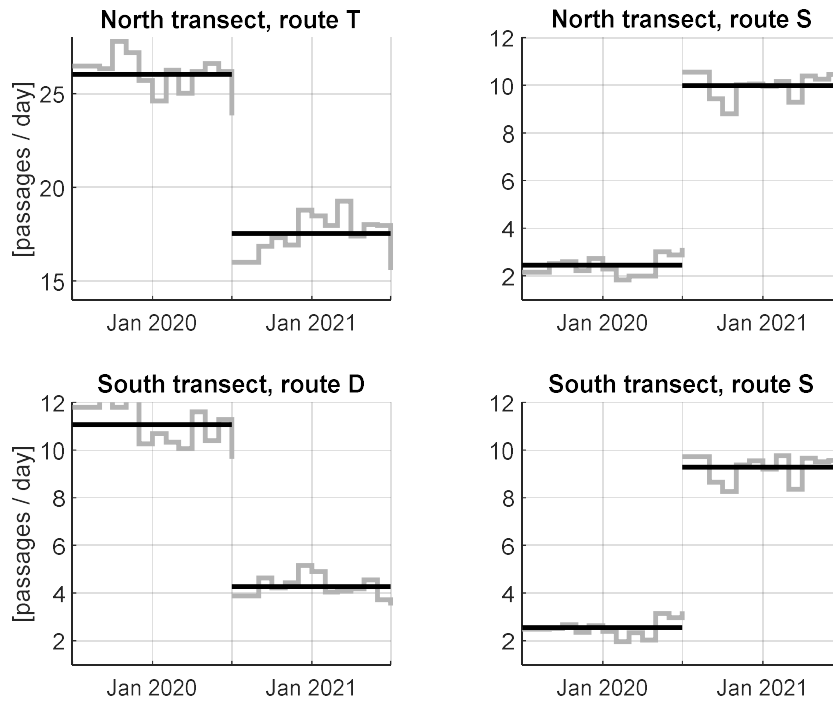 North transect, route T
[passages / day]
25
20
15
Jan 2020
Jan 2021
North transect, route S
12
10
8
6
4
2
Jan 2020
Jan 2021
South transect, route D
[passages / day]
12
10
8
6
4
2
Jan 2020
Jan 2021
South transect, route S
12
10
8
6
4
2
Jan 2020
Jan 2021